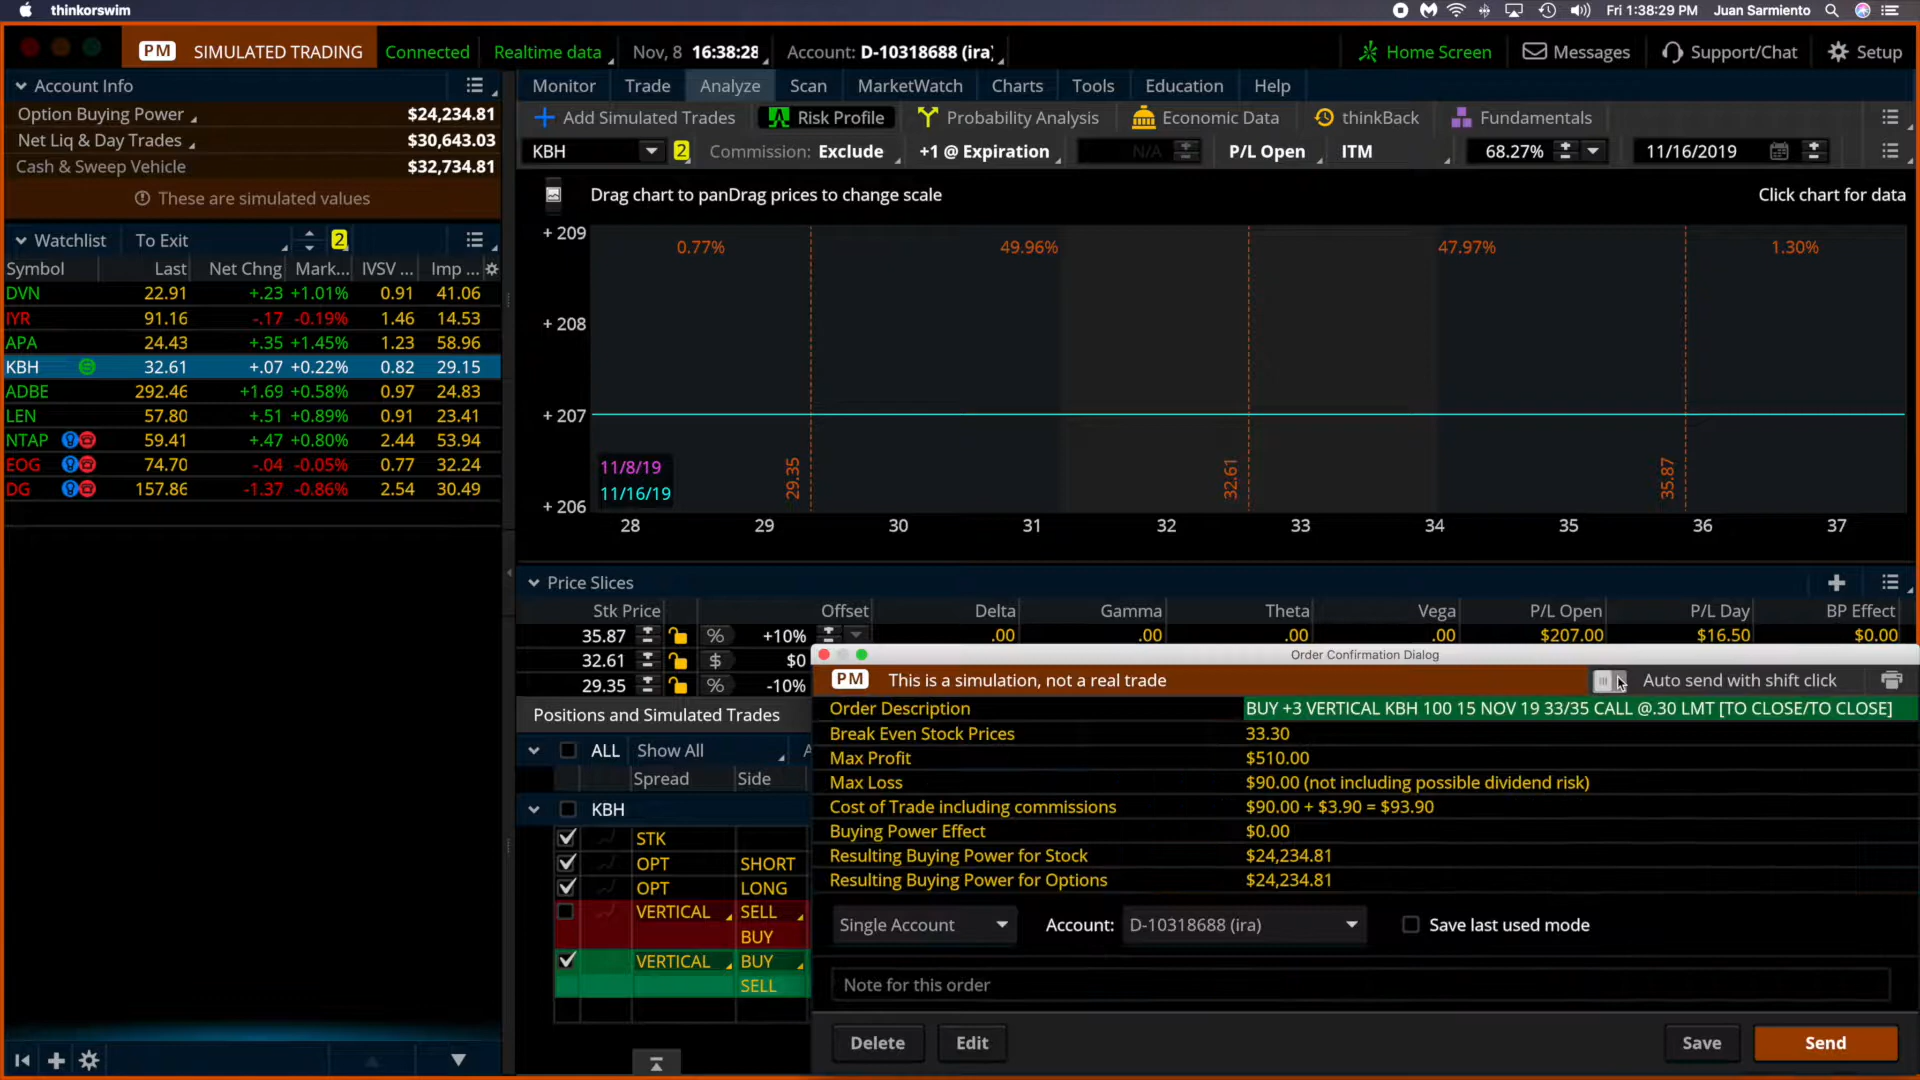 thinkorswim
Fri 1:38:29 PM
Juan Sarmiento
PM SIMULATED TRADING Connected Realtime data Nov, 8 16:38:28 Account: D-10318688 (ira) Home Screen Messages Support/Chat Setup
Account Info
Option Buying Power $24,234.81
Net Liq & Day Trades $30,643.03
Cash & Sweep Vehicle $32,734.81
These are simulated values
Watchlist To Exit 2
Symbol Last Net Chng Mark... IVSV ... Imp ...
DVN 22.91 +.23 +1.01% 0.91 41.06
IYR 91.16 -.17 -0.19% 1.46 14.53
APA 24.43 +.35 +1.45% 1.23 58.96
KBH 32.61 +.07 +0.22% 0.82 29.15
ADBE 292.46 +1.69 +0.58% 0.97 24.83
LEN 57.80 +.51 +0.89% 0.91 23.41
NTAP 59.41 +.47 +0.80% 2.44 53.94
EOG 74.70 -.04 -0.05% 0.77 32.24
DG 157.86 -1.37 -0.86% 2.54 30.49
Monitor Trade Analyze Scan MarketWatch Charts Tools Education Help
Add Simulated Trades Risk Profile Probability Analysis Economic Data thinkBack Fundamentals
KBH 2 Commission: Exclude +1 @ Expiration N/A P/L Open ITM 68.27% 11/16/2019
Drag chart to panDrag prices to change scale Click chart for data
+ 209
0.77% 49.96% 47.97% 1.30%
+ 208
+ 207
11/8/19
11/16/19
29.35 32.61 35.87
+ 206
28 29 30 31 32 33 34 35 36 37
Price Slices
Stk Price Offset Delta Gamma Theta Vega P/L Open P/L Day BP Effect
35.87 % +10% .00 .00 .00 .00 $207.00 $16.50 $0.00
32.61 $ $0
29.35 % -10%
Positions and Simulated Trades
ALL Show All
Spread Side
KBH
STK
OPT SHORT
OPT LONG
VERTICAL SELL
BUY
VERTICAL BUY
SELL
Order Confirmation Dialog
PM This is a simulation, not a real trade Auto send with shift click
Order Description BUY +3 VERTICAL KBH 100 15 NOV 19 33/35 CALL @.30 LMT [TO CLOSE/TO CLOSE]
Break Even Stock Prices 33.30
Max Profit $510.00
Max Loss $90.00 (not including possible dividend risk)
Cost of Trade including commissions $90.00 + $3.90 = $93.90
Buying Power Effect $0.00
Resulting Buying Power for Stock $24,234.81
Resulting Buying Power for Options $24,234.81
Single Account Account: D-10318688 (ira) Save last used mode
Note for this order
Delete Edit Save Send